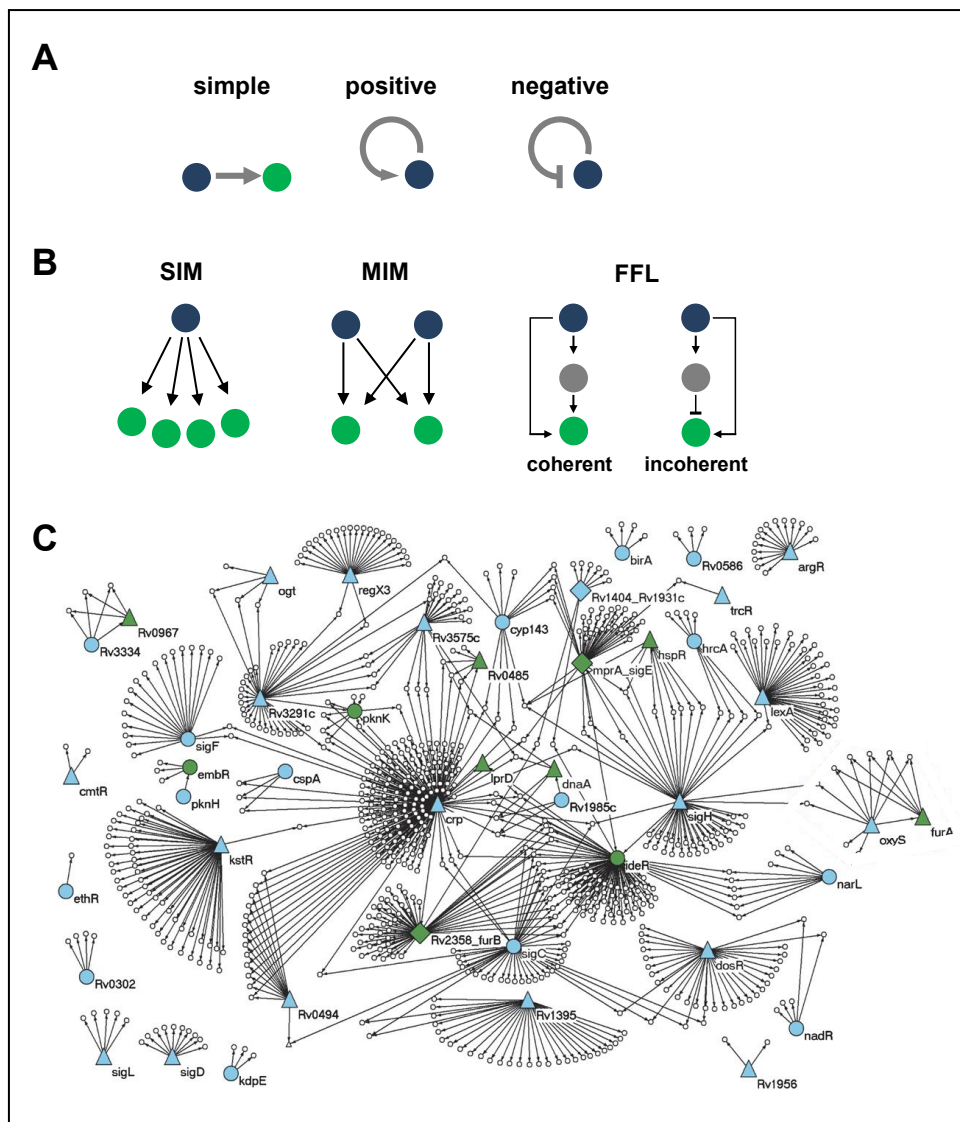 A
simple positive negative
B
SIM MIM FFL
coherent incoherent
C
birA
Rv0586
argR
ogt
regX3
Rv1404_Rv1931c
trcR
Rv0967
Rv3334
Rv3575c
cyp143
hspR
hrcA
Rv0485
mprA_sigE
Rv3291c
pknK
lexA
sigF
embR
cspA
lprD
dnaA
cmtR
pknH
crp
Rv1985c
sigH
oxyS
furA
kstR
ideR
narL
ethR
Rv2358_furB
sigC
dosR
Rv0302
Rv0494
Rv1395
nadR
sigL
sigD
kdpE
Rv1956